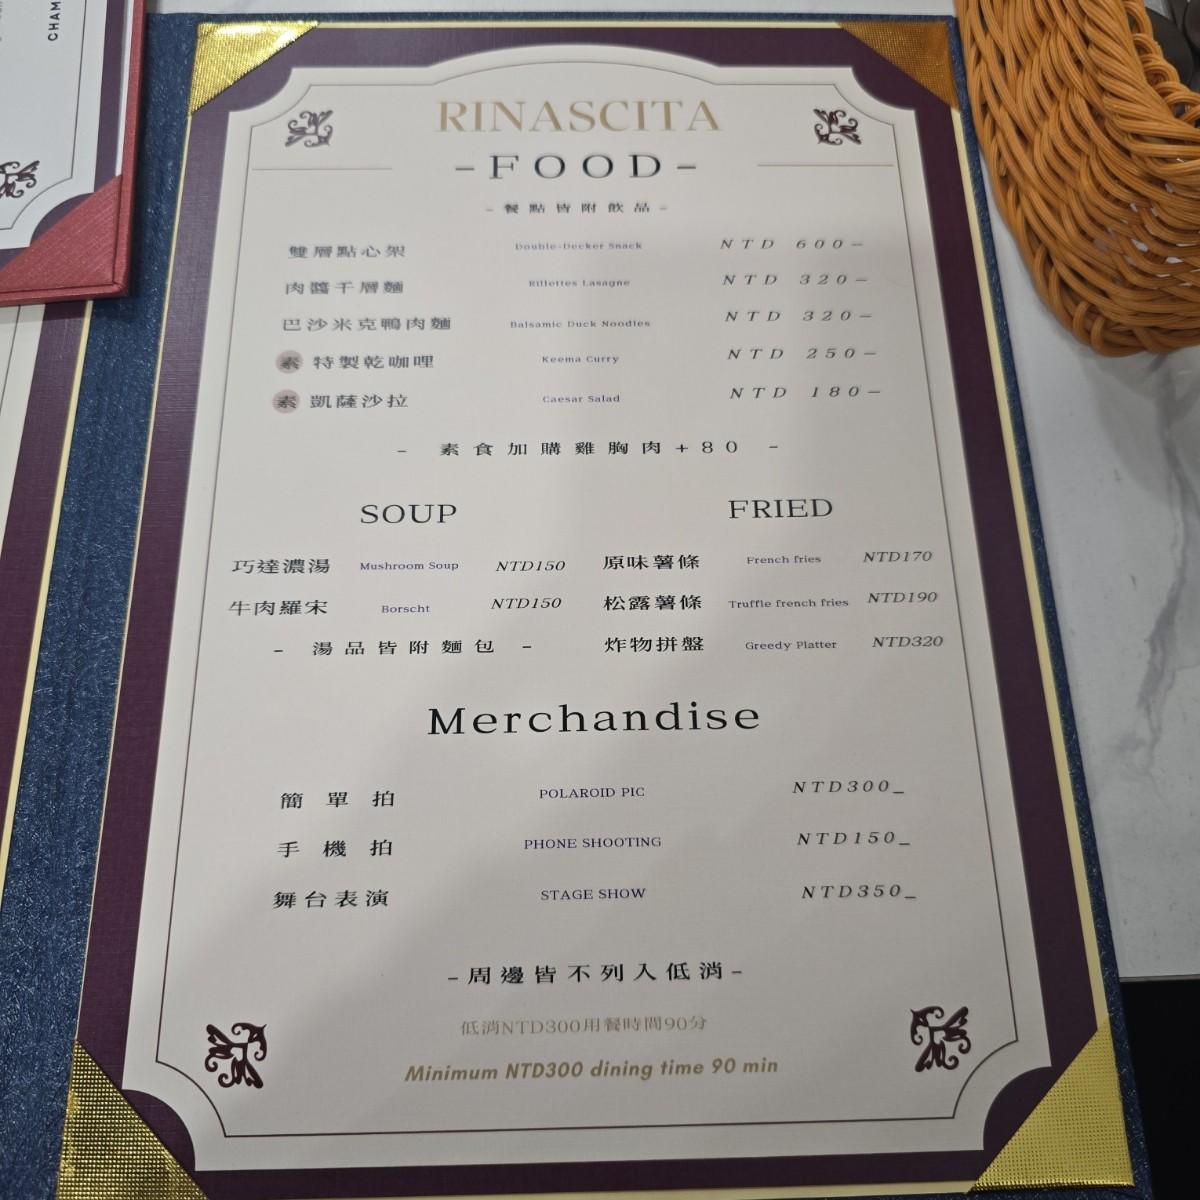 CHAM
RINASCITA
-FOOD-
- 餐點皆附飲品 -
雙層點心架 Double-Decker Snack NTD 600-
肉醬千層麵 Rillettes Lasagne NTD 320-
巴沙米克鴨肉麵 Balsamic Duck Noodles NTD 320-
素 特製乾咖哩 Keema Curry NTD 250-
素 凱薩沙拉 Caesar Salad NTD 180-
- 素食加購雞胸肉+80 -
SOUP
巧達濃湯 Mushroom Soup NTD150
牛肉羅宋 Borscht NTD150
- 湯品皆附麵包 -
FRIED
原味薯條 French fries NTD170
松露薯條 Truffle french fries NTD190
炸物拼盤 Greedy Platter NTD320
Merchandise
簡單拍 POLAROID PIC NTD300_
手機拍 PHONE SHOOTING NTD150_
舞台表演 STAGE SHOW NTD350_
-周邊皆不列入低消-
低消NTD300用餐時間90分
Minimum NTD300 dining time 90 min